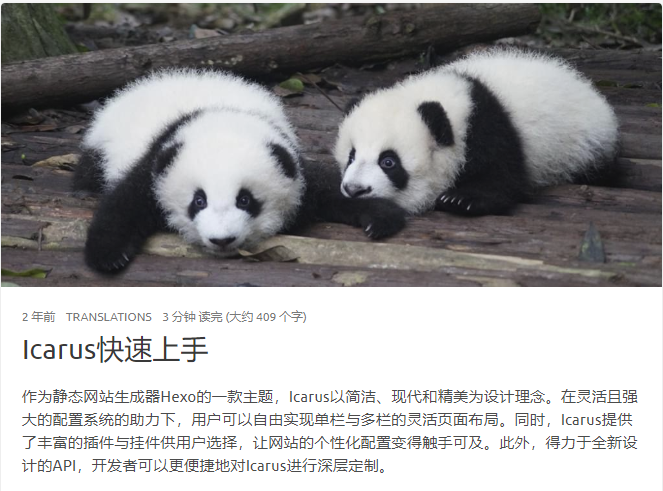 2 年前 TRANSLATIONS 3 分钟 读完 (大约 409 个字)
Icarus快速上手
作为静态网站生成器Hexo的一款主题，Icarus以简洁、现代和精美为设计理念。在灵活且强
大的配置系统的助力下，用户可以自由实现单栏与多栏的灵活页面布局。同时，Icarus提供
了丰富的插件与挂件供用户选择，让网站的个性化配置变得触手可及。此外，得力于全新设
计的API，开发者可以更便捷地对Icarus进行深层定制。